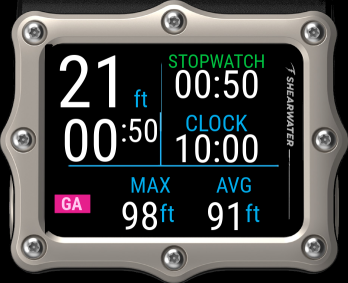 21 ft
00:50
STOPWATCH
00:50
CLOCK
10:00
SHEARWATER
GA
MAX
98ft
AVG
91ft